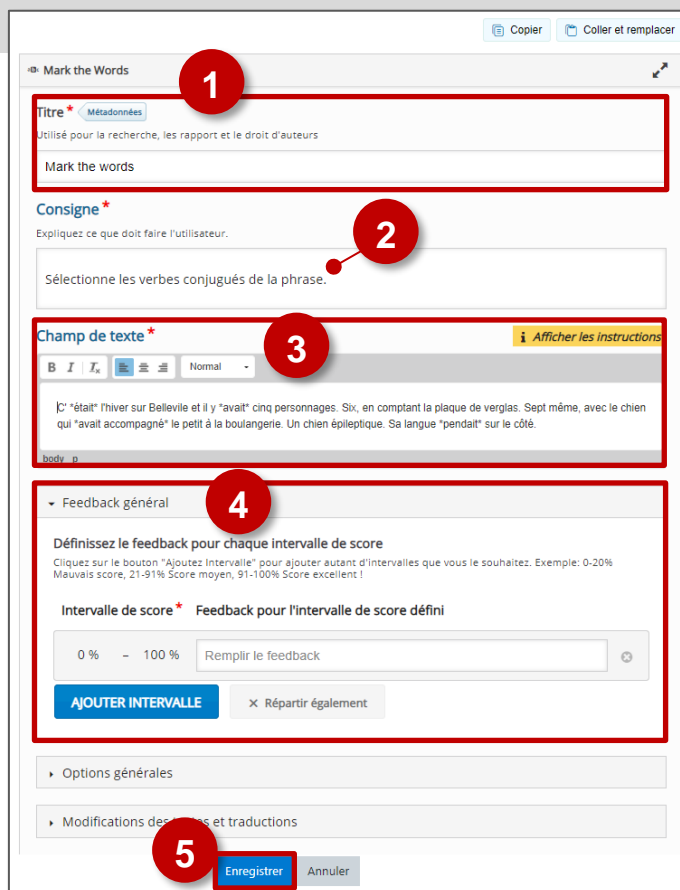 Copier Coller et remplacer
Mark the Words
1
Titre * Métadonnées
Utilisé pour la recherche, les rapport et le droit d'auteurs
Mark the words
Consigne *
Expliquez ce que doit faire l'utilisateur.
2
Sélectionne les verbes conjugués de la phrase.
3
Champ de texte * i Afficher les instructions
B I Tx Normal
C' *était* l'hiver sur Bellevile et il y *avait* cinq personnages. Six, en comptant la plaque de verglas. Sept même, avec le chien
qui *avait accompagné* le petit à la boulangerie. Un chien épileptique. Sa langue *pendait* sur le côté.
body p
4
Feedback général
Définissez le feedback pour chaque intervalle de score
Cliquez sur le bouton "Ajoutez Intervalle" pour ajouter autant d'intervalles que vous le souhaitez. Exemple: 0-20%
Mauvais score, 21-91% Score moyen, 91-100% Score excellent !
Intervalle de score * Feedback pour l'intervalle de score défini
0 % – 100 % Remplir le feedback
AJOUTER INTERVALLE × Répartir également
Options générales
Modifications des textes et traductions
5
Enregistrer Annuler